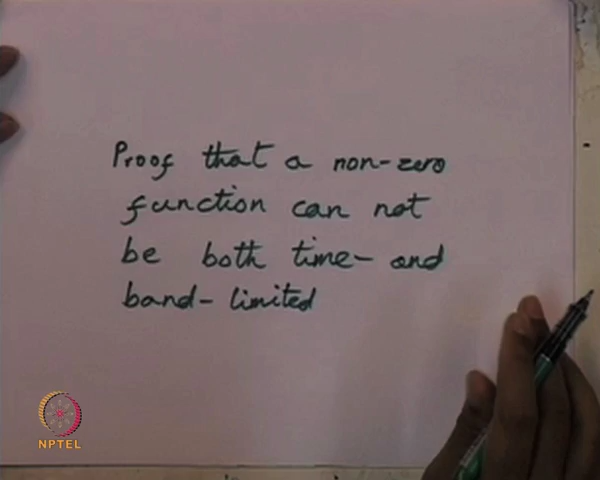 Proof that a non-zero
function can not
be both time- and
band-limited
NPTEL